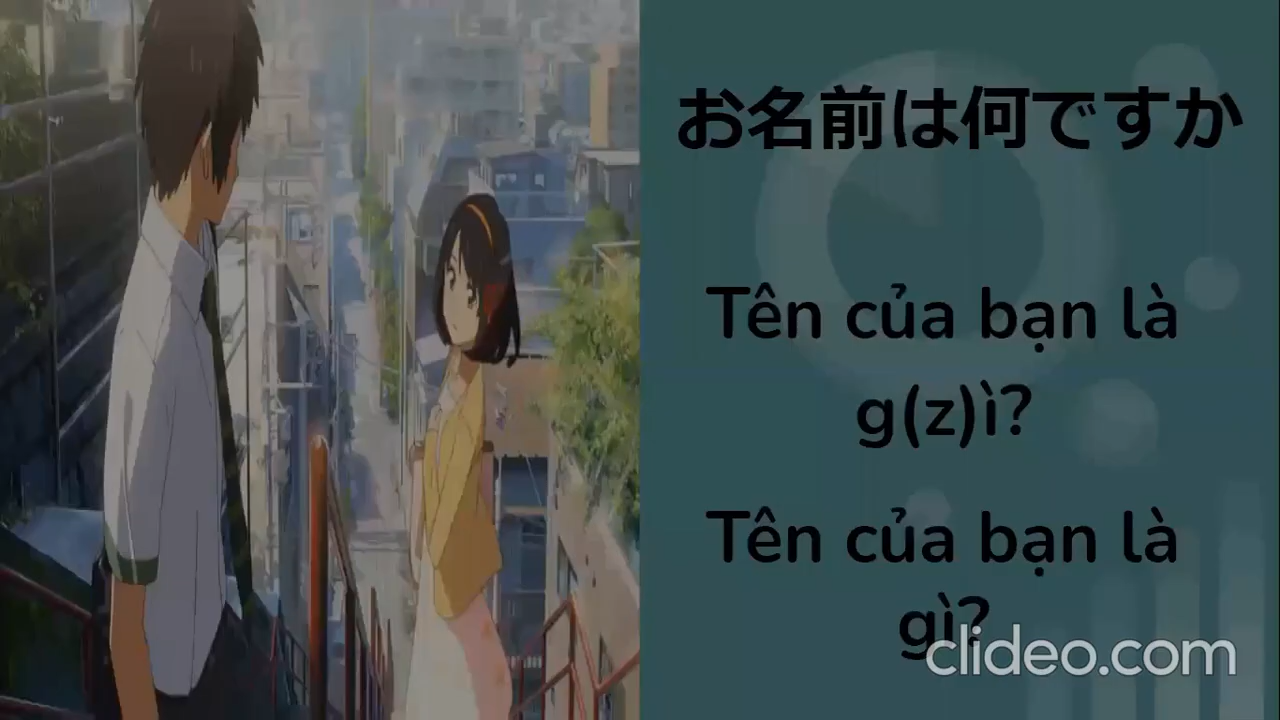 お名前は何ですか
Tên của bạn là
g(z)ì?
Tên của bạn là
gì?
clideo.com